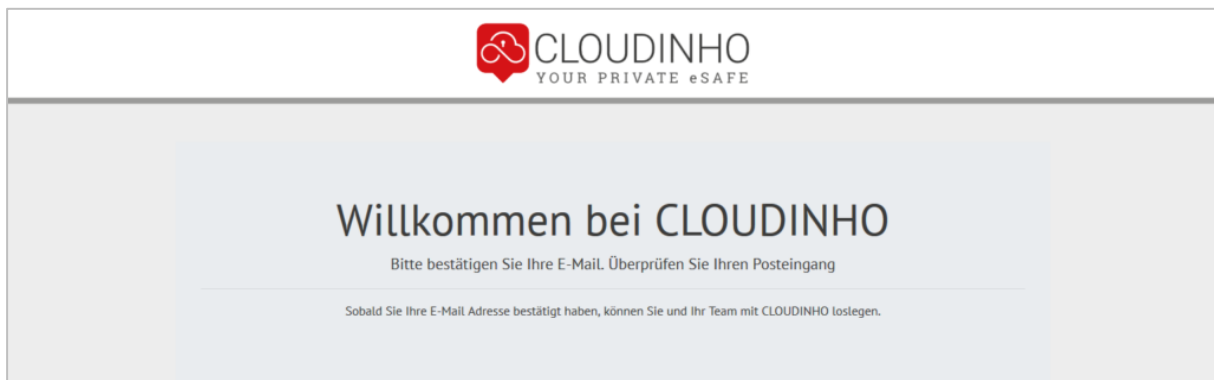 CLOUDINHO
YOUR PRIVATE eSAFE
Willkommen bei CLOUDINHO
Bitte bestätigen Sie Ihre E-Mail. Überprüfen Sie Ihren Posteingang
Sobald Sie Ihre E-Mail Adresse bestätigt haben, können Sie und Ihr Team mit CLOUDINHO loslegen.